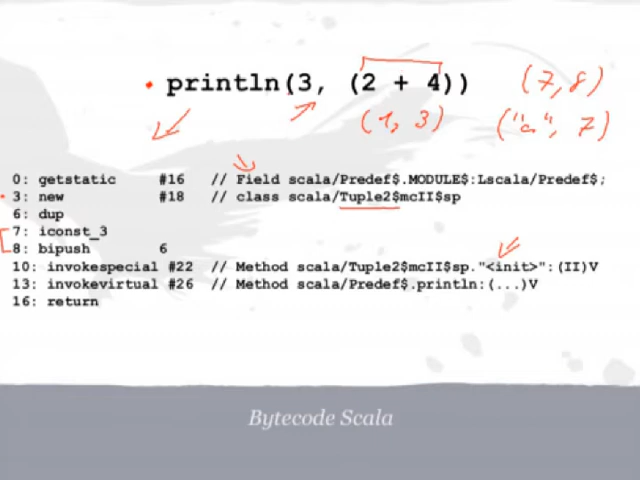 println(3, (2 + 4))
(7,8)
(1, 3)
("a", 7)
0: getstatic #16 // Field scala/Predef$.MODULE$:Lscala/Predef$;
3: new #18 // class scala/Tuple2$mcII$sp
6: dup
7: iconst_3
8: bipush 6
10: invokespecial #22 // Method scala/Tuple2$mcII$sp."<init>":(II)V
13: invokevirtual #26 // Method scala/Predef$.println:(...)V
16: return
Bytecode Scala